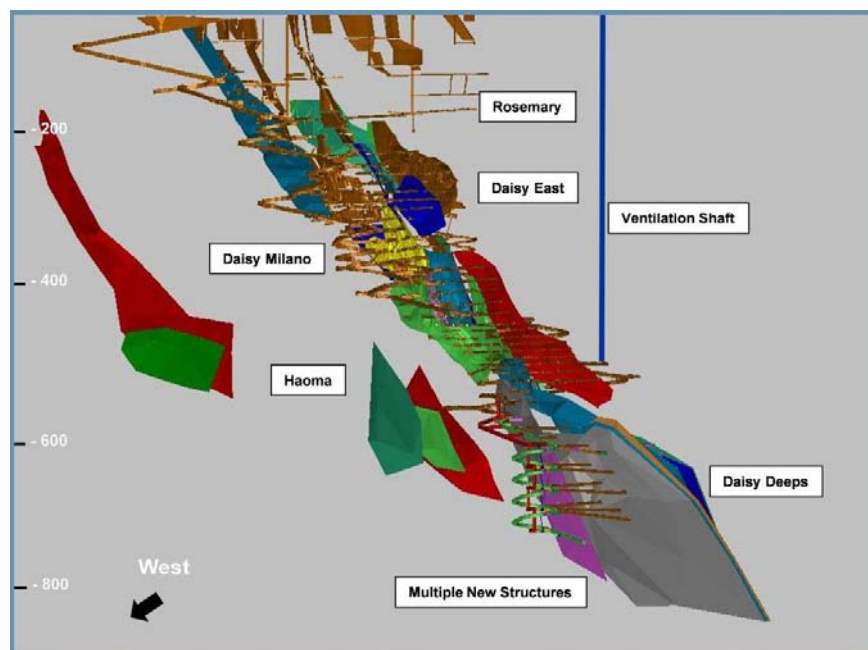 Rosemary
- 200
Daisy East
Ventilation Shaft
Daisy Milano
- 400
Haoma
- 600
Daisy Deeps
West
- 800
Multiple New Structures